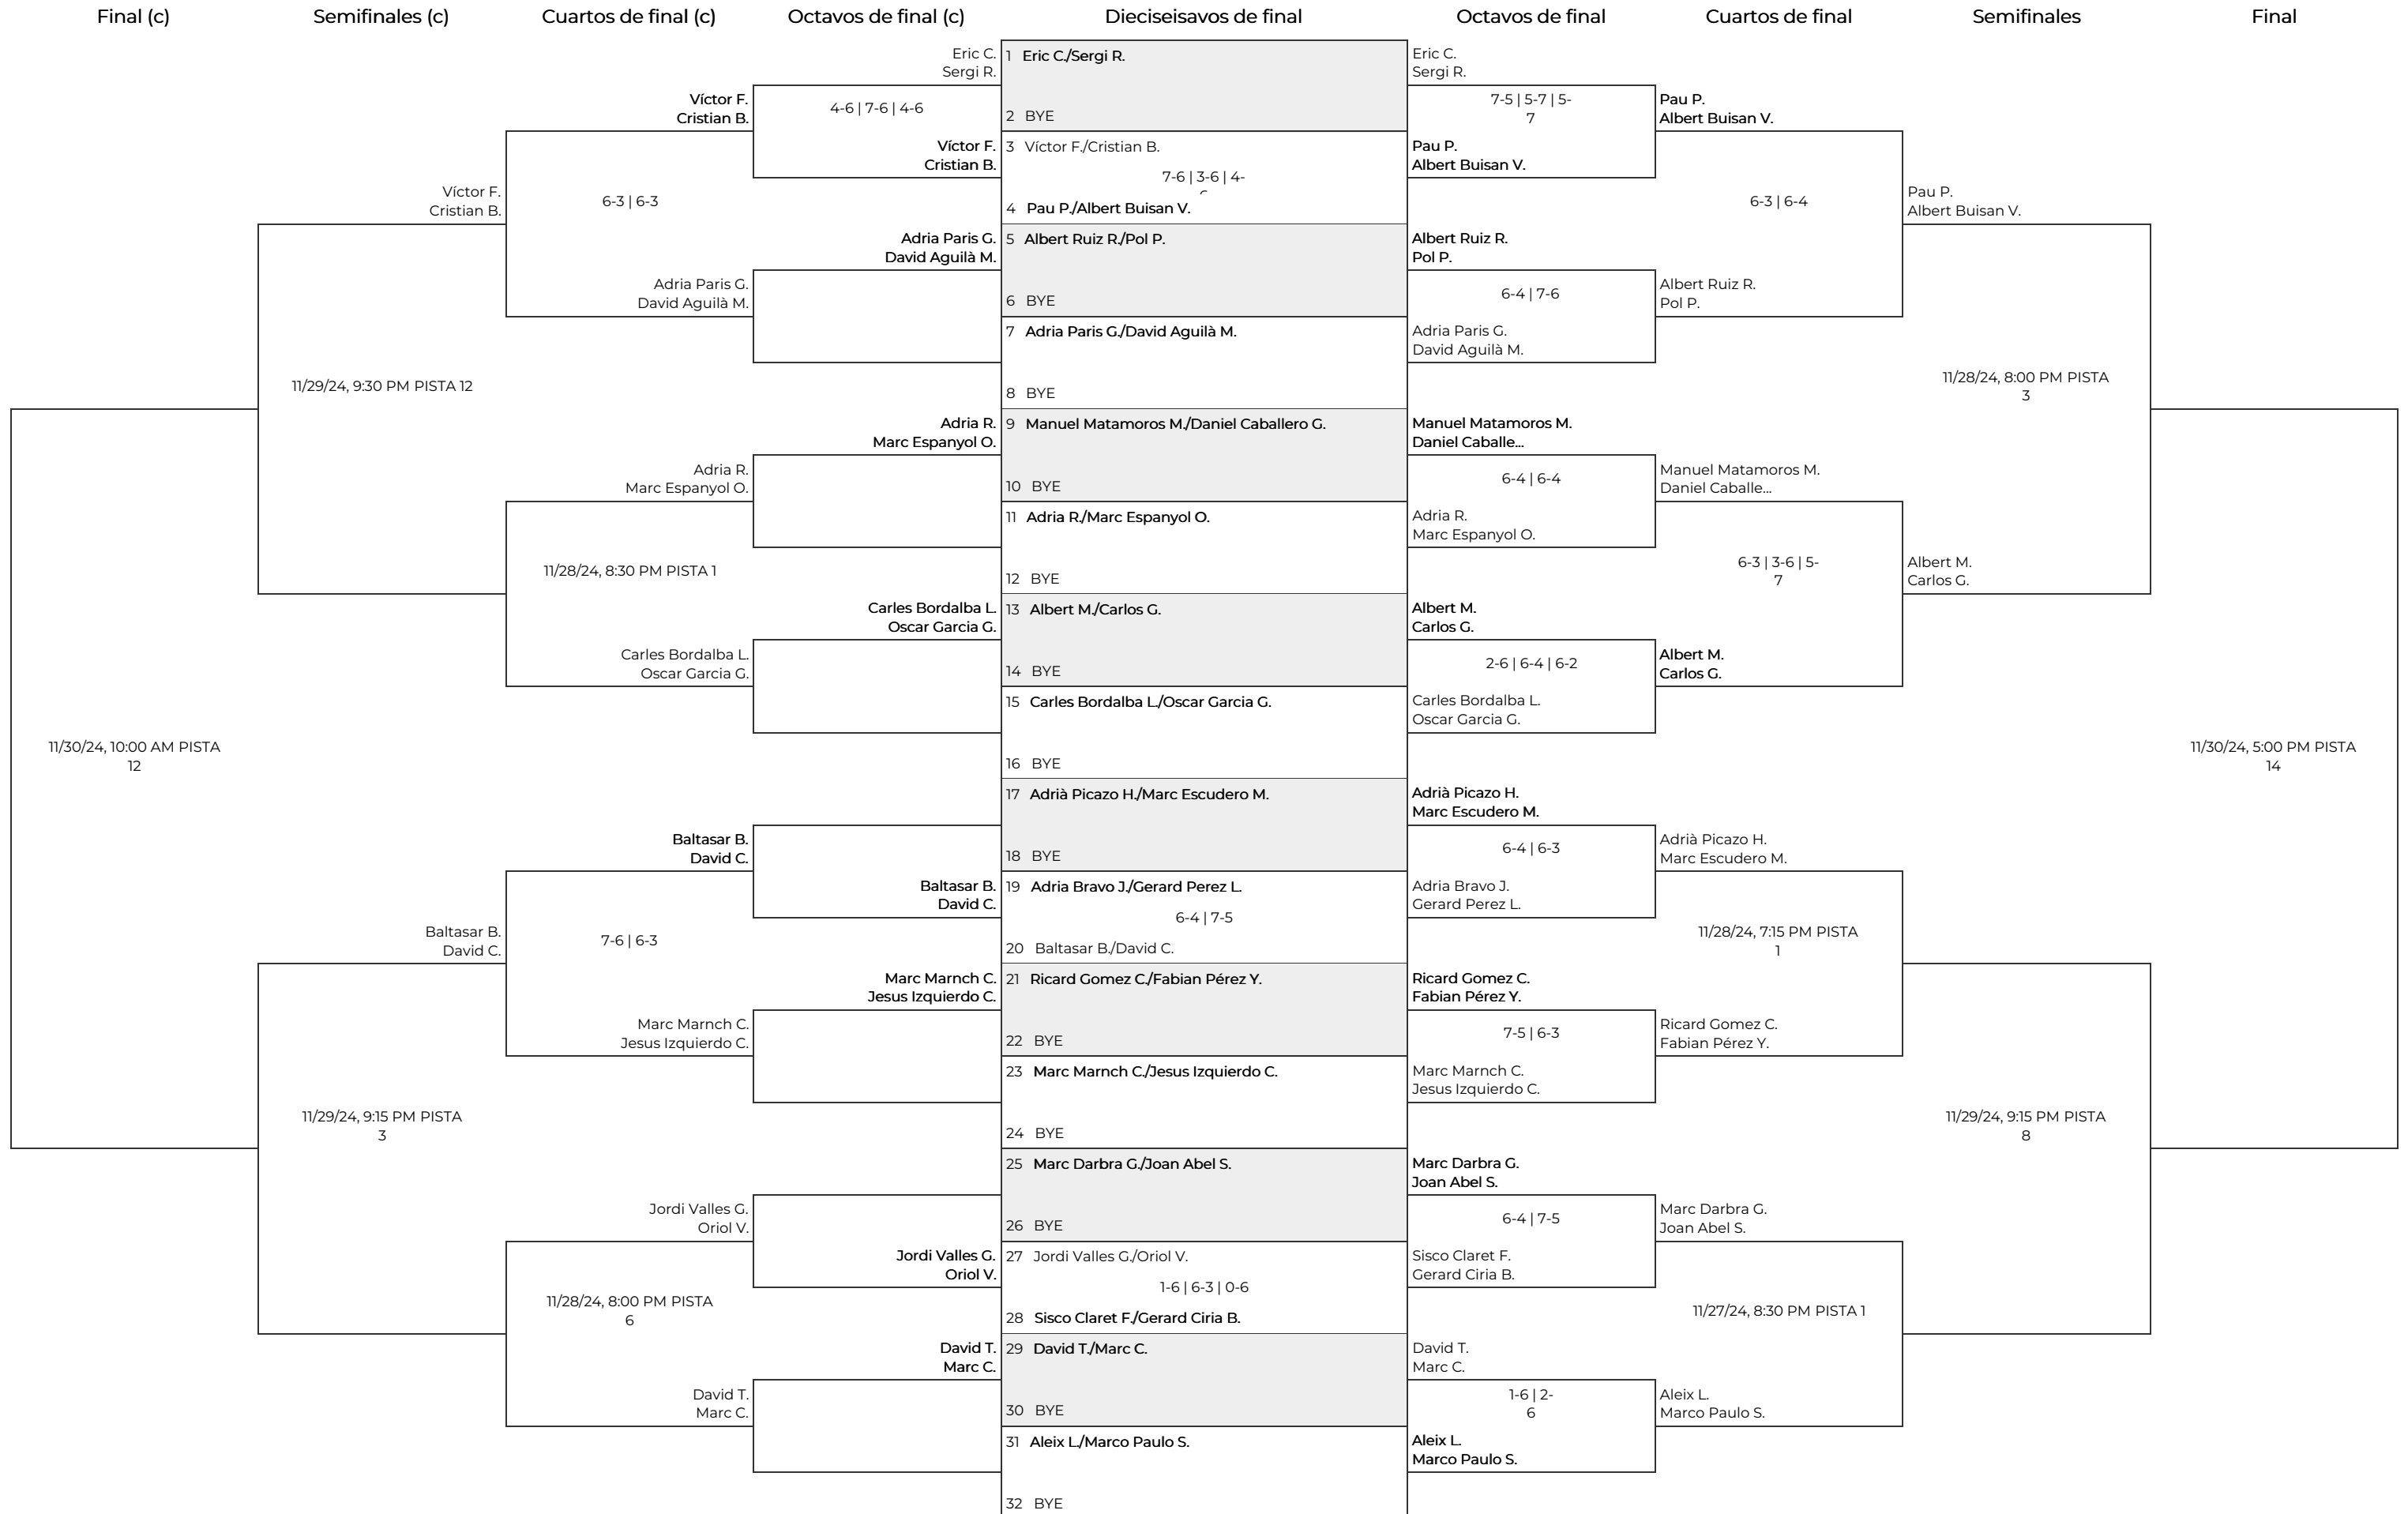 Final (c)
Semifinales (c)
Cuartos de final (c)
Octavos de final (c)
Dieciseisavos de final
Octavos de final
Cuartos de final
Semifinales
Final
11/30/24, 10:00 AM PISTA
12
Víctor F.
Cristian B.
11/29/24, 9:30 PM PISTA 12
Adria R.
Marc Espanyol O.
Carles Bordalba L.
Oscar Garcia G.
Baltasar B.
David C.
11/29/24, 9:15 PM PISTA
3
Víctor F.
Cristian B.
6-3 | 6-3
Adria Paris G.
David Aguilà M.
11/28/24, 8:30 PM PISTA 1
Baltasar B.
David C.
7-6 | 6-3
Marc Marnch C.
Jesus Izquierdo C.
Jordi Valles G.
Oriol V.
11/28/24, 8:00 PM PISTA
6
David T.
Marc C.
Eric C.
Sergi R.
4-6 | 7-6 | 4-6
Víctor F.
Cristian B.
Adria Paris G.
David Aguilà M.
Adria R.
Marc Espanyol O.
Carles Bordalba L.
Oscar Garcia G.
Baltasar B.
David C.
Marc Marnch C.
Jesus Izquierdo C.
Jordi Valles G.
Oriol V.
David T.
Marc C.
1 Eric C./Sergi R.
2 BYE
3 Víctor F./Cristian B.
7-6 | 3-6 | 4-
4 Pau P./Albert Buisan V.
5 Albert Ruiz R./Pol P.
6 BYE
7 Adria Paris G./David Aguilà M.
8 BYE
9 Manuel Matamoros M./Daniel Caballero G.
10 BYE
11 Adria R./Marc Espanyol O.
12 BYE
13 Albert M./Carlos G.
14 BYE
15 Carles Bordalba L./Oscar Garcia G.
16 BYE
17 Adrià Picazo H./Marc Escudero M.
18 BYE
19 Adria Bravo J./Gerard Perez L.
6-4 | 7-5
20 Baltasar B./David C.
21 Ricard Gomez C./Fabian Pérez Y.
22 BYE
23 Marc Marnch C./Jesus Izquierdo C.
24 BYE
25 Marc Darbra G./Joan Abel S.
26 BYE
27 Jordi Valles G./Oriol V.
1-6 | 6-3 | 0-6
28 Sisco Claret F./Gerard Ciria B.
29 David T./Marc C.
30 BYE
31 Aleix L./Marco Paulo S.
32 BYE
Eric C.
Sergi R.
7-5 | 5-7 | 5-
7
Pau P.
Albert Buisan V.
Albert Ruiz R.
Pol P.
6-4 | 7-6
Adria Paris G.
David Aguilà M.
Manuel Matamoros M.
Daniel Caballe...
6-4 | 6-4
Adria R.
Marc Espanyol O.
Albert M.
Carlos G.
2-6 | 6-4 | 6-2
Carles Bordalba L.
Oscar Garcia G.
Adrià Picazo H.
Marc Escudero M.
6-4 | 6-3
Adria Bravo J.
Gerard Perez L.
Ricard Gomez C.
Fabian Pérez Y.
7-5 | 6-3
Marc Marnch C.
Jesus Izquierdo C.
Marc Darbra G.
Joan Abel S.
6-4 | 7-5
Sisco Claret F.
Gerard Ciria B.
David T.
Marc C.
1-6 | 2-
6
Aleix L.
Marco Paulo S.
Pau P.
Albert Buisan V.
6-3 | 6-4
Albert Ruiz R.
Pol P.
Manuel Matamoros M.
Daniel Caballe...
6-3 | 3-6 | 5-
7
Albert M.
Carlos G.
Adrià Picazo H.
Marc Escudero M.
11/28/24, 7:15 PM PISTA
1
Ricard Gomez C.
Fabian Pérez Y.
Marc Darbra G.
Joan Abel S.
11/27/24, 8:30 PM PISTA 1
Aleix L.
Marco Paulo S.
Pau P.
Albert Buisan V.
11/28/24, 8:00 PM PISTA
3
Albert M.
Carlos G.
11/29/24, 9:15 PM PISTA
8
11/30/24, 5:00 PM PISTA
14